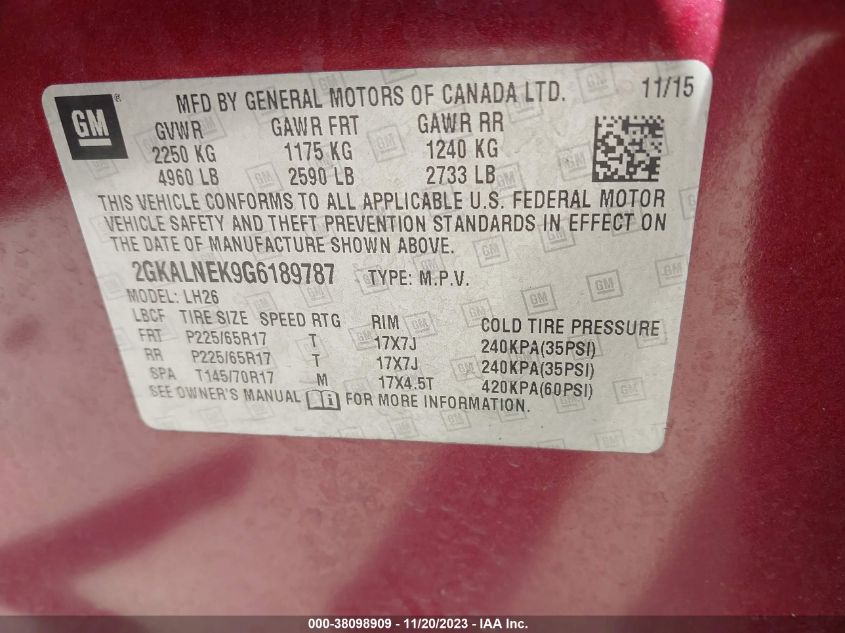 GM ®
MFD BY GENERAL MOTORS OF CANADA LTD. 11/15
GVWR GAWR FRT GAWR RR
2250 KG 1175 KG 1240 KG
4960 LB 2590 LB 2733 LB
THIS VEHICLE CONFORMS TO ALL APPLICABLE U.S. FEDERAL MOTOR
VEHICLE SAFETY AND THEFT PREVENTION STANDARDS IN EFFECT ON
THE DATE OF MANUFACTURE SHOWN ABOVE.
2GKALNEK9G6189787 TYPE: M.P.V.
MODEL: LH26
LBCF TIRE SIZE SPEED RTG RIM COLD TIRE PRESSURE
FRT P225/65R17 T 17X7J 240KPA(35PSI)
RR P225/65R17 T 17X7J 240KPA(35PSI)
SPA T145/70R17 M 17X4.5T 420KPA(60PSI)
SEE OWNER'S MANUAL i FOR MORE INFORMATION.
000-38098909 - 11/20/2023 - IAA Inc.